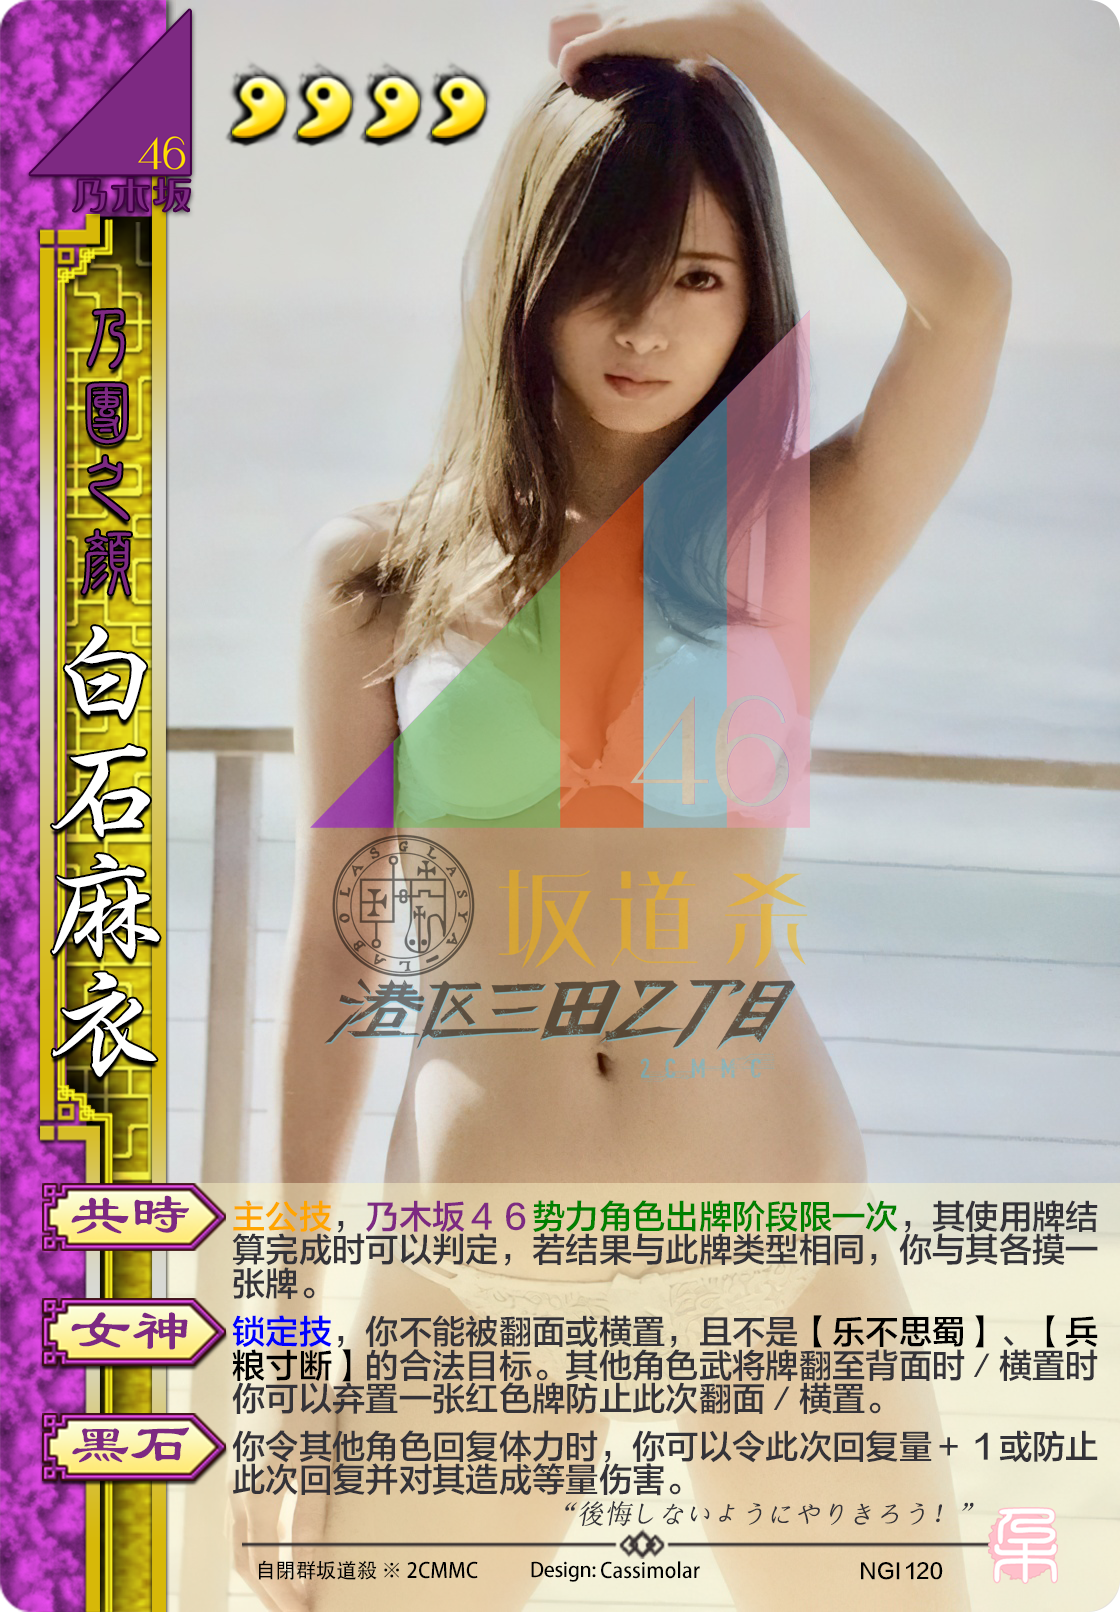 46
乃木坂
乃團之顔
白石麻衣
46
GLASYA-LABOLAS
坂道杀
港区三田2丁目
2CMMC
共時
主公技，乃木坂４６势力角色出牌阶段限一次，其使用牌结
算完成时可以判定，若结果与此牌类型相同，你与其各摸一
张牌。
女神
锁定技，你不能被翻面或横置，且不是【乐不思蜀】、【兵
粮寸断】的合法目标。其他角色武将牌翻至背面时／横置时
你可以弃置一张红色牌防止此次翻面／横置。
黑石
你令其他角色回复体力时，你可以令此次回复量＋１或防止
此次回复并对其造成等量伤害。
“後悔しないようにやりきろう！”
自閉群坂道殺 ※ 2CMMC
Design: Cassimolar
NGI120